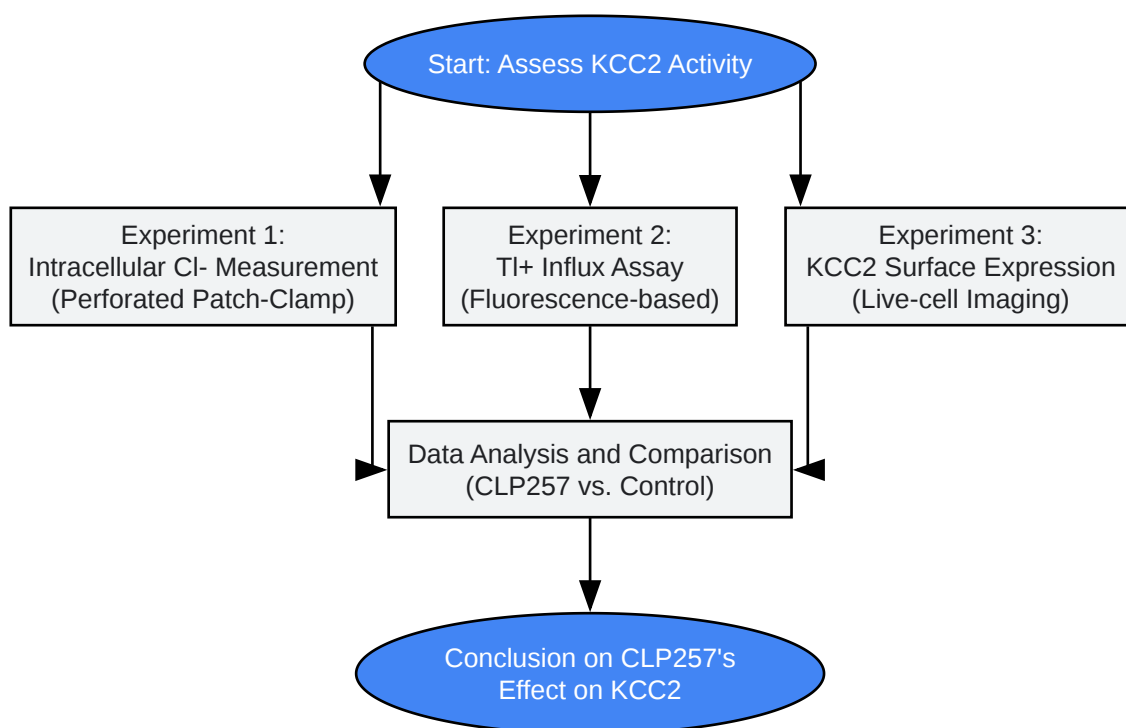 Start: Assess KCC2 Activity
Experiment 1:
Intracellular Cl- Measurement
(Perforated Patch-Clamp)
Experiment 2:
Tl+ Influx Assay
(Fluorescence-based)
Experiment 3:
KCC2 Surface Expression
(Live-cell Imaging)
Data Analysis and Comparison
(CLP257 vs. Control)
Conclusion on CLP257's
Effect on KCC2